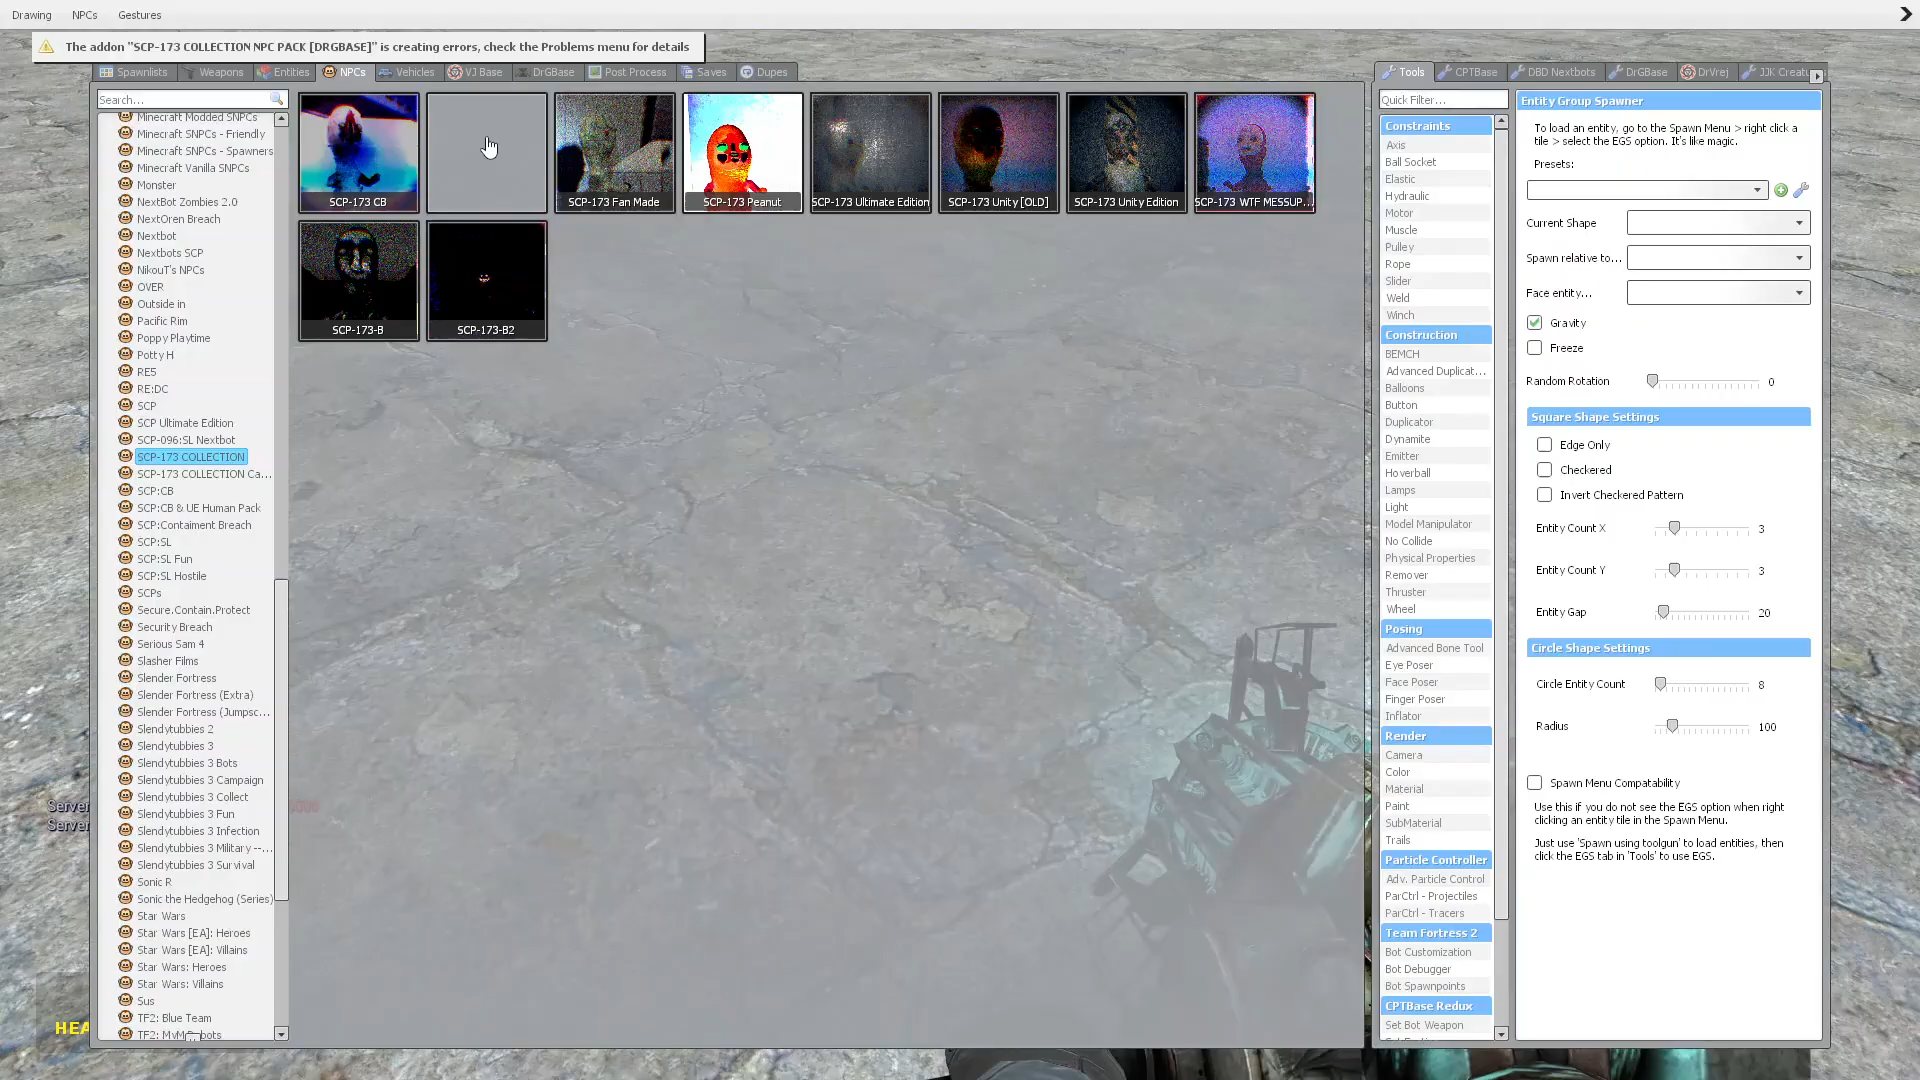 Drawing NPCs Gestures
The addon "SCP-173 COLLECTION NPC PACK [DRGBASE]" is creating errors, check the Problems menu for details
Spawnlists Weapons Entities NPCs Vehicles VJ Base DrGBase Post Process Saves Dupes
Search...
Minecraft Modded SNPCs
Minecraft SNPCs - Friendly
Minecraft SNPCs - Spawners
Minecraft Vanilla SNPCs
Monster
NextBot Zombies 2.0
NextOren Breach
Nextbot
Nextbots SCP
NikouT's NPCs
OVER
Outside in
Pacific Rim
Poppy Playtime
Potty H
RE5
RE:DC
SCP
SCP Ultimate Edition
SCP-096:SL Nextbot
SCP-173 COLLECTION
SCP-173 COLLECTION Ca...
SCP:CB
SCP:CB & UE Human Pack
SCP:Contaiment Breach
SCP:SL
SCP:SL Fun
SCP:SL Hostile
SCPs
Secure.Contain.Protect
Security Breach
Serious Sam 4
Slasher Films
Slender Fortress
Slender Fortress (Extra)
Slender Fortress (Jumpsc...
Slendytubbies 2
Slendytubbies 3
Slendytubbies 3 Bots
Slendytubbies 3 Campaign
Slendytubbies 3 Collect
Slendytubbies 3 Fun
Slendytubbies 3 Infection
Slendytubbies 3 Military --...
Slendytubbies 3 Survival
Sonic R
Sonic the Hedgehog (Series)
Star Wars
Star Wars [EA]: Heroes
Star Wars [EA]: Villains
Star Wars: Heroes
Star Wars: Villains
Sus
TF2: Blue Team
Server
Server
HEA
SCP-173 CB
SCP-173 Fan Made
SCP-173 Peanut
SCP-173 Ultimate Edition
SCP-173 Unity [OLD]
SCP-173 Unity Edition
SCP-173 WTF MESSUP...
SCP-173-B
SCP-173-B2
Tools CPTBase DBD Nextbots DrGBase DrVrej JJK Creatu
Quick Filter...
Constraints
Axis
Ball Socket
Elastic
Hydraulic
Motor
Muscle
Pulley
Rope
Slider
Weld
Winch
Construction
BEMCH
Advanced Duplicat...
Balloons
Button
Duplicator
Dynamite
Emitter
Hoverball
Lamps
Light
Model Manipulator
No Collide
Physical Properties
Remover
Thruster
Wheel
Posing
Advanced Bone Tool
Eye Poser
Face Poser
Finger Poser
Inflator
Render
Camera
Color
Material
Paint
SubMaterial
Trails
Particle Controller
Adv. Particle Control
ParCtrl - Projectiles
ParCtrl - Tracers
Team Fortress 2
Bot Customization
Bot Debugger
Bot Spawnpoints
CPTBase Redux
Set Bot Weapon
Entity Group Spawner
To load an entity, go to the Spawn Menu > right click a
tile > select the EGS option. It's like magic.
Presets:
Current Shape
Spawn relative to...
Face entity...
Gravity
Freeze
Random Rotation 0
Square Shape Settings
Edge Only
Checkered
Invert Checkered Pattern
Entity Count X 3
Entity Count Y 3
Entity Gap 20
Circle Shape Settings
Circle Entity Count 8
Radius 100
Spawn Menu Compatability
Use this if you do not see the EGS option when right
clicking an entity tile in the Spawn Menu.
Just use 'Spawn using toolgun' to load entities, then
click the EGS tab in 'Tools' to use EGS.